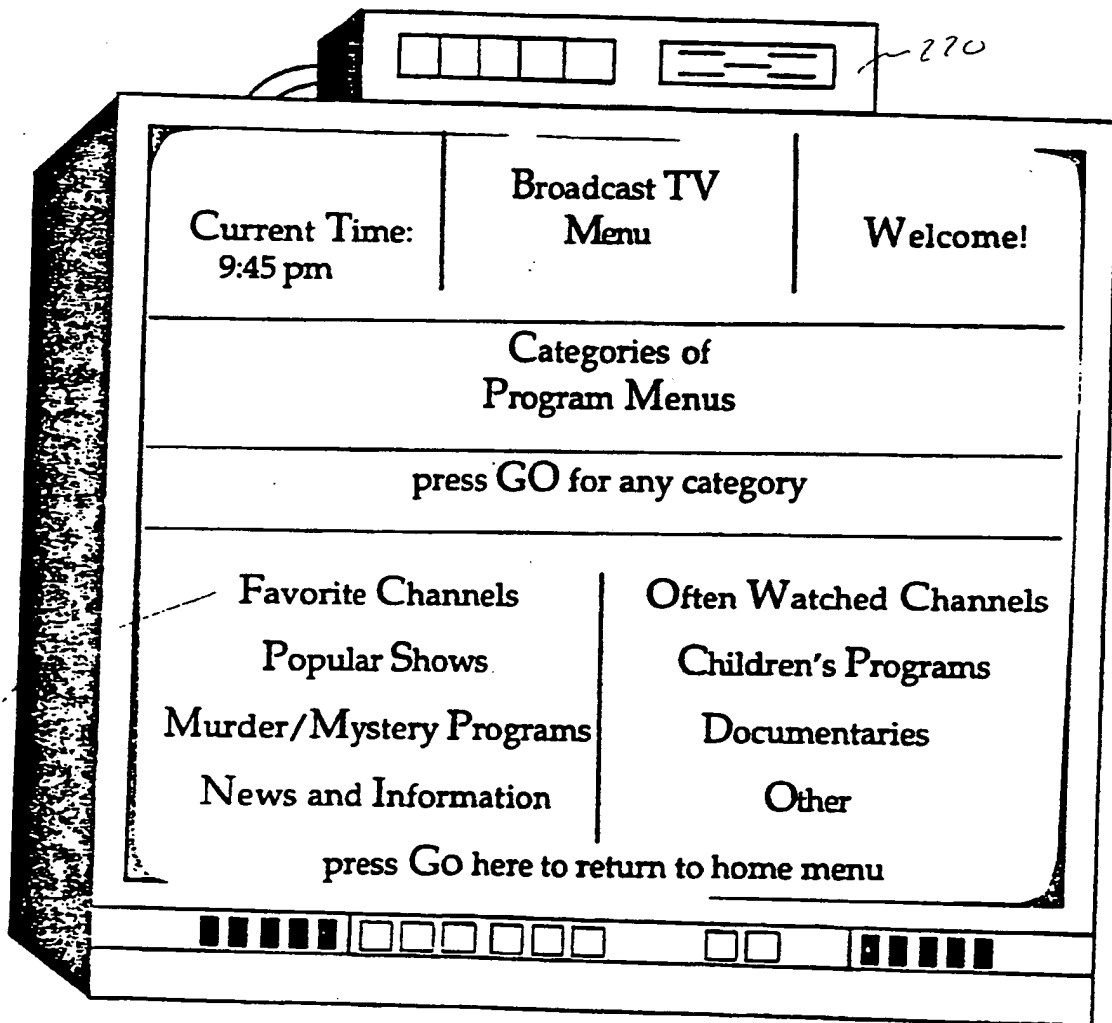 220
Current Time:
9:45 pm
Broadcast TV
Menu
Welcome!
Categories of
Program Menus
press GO for any category
Favorite Channels
Popular Shows
Murder/Mystery Programs
News and Information
Often Watched Channels
Children's Programs
Documentaries
Other
press Go here to return to home menu